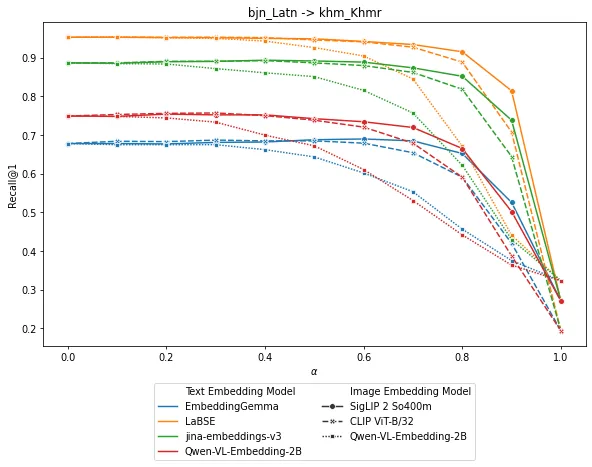 bjn_Latn -> khm_Khmr
Recall@1
0.9
0.8
0.7
0.6
0.5
0.4
0.3
0.2
0.0 0.2 0.4 0.6 0.8 1.0
α
Text Embedding Model Image Embedding Model
EmbeddingGemma SigLIP 2 So400m
LaBSE CLIP ViT-B/32
jina-embeddings-v3 Qwen-VL-Embedding-2B
Qwen-VL-Embedding-2B